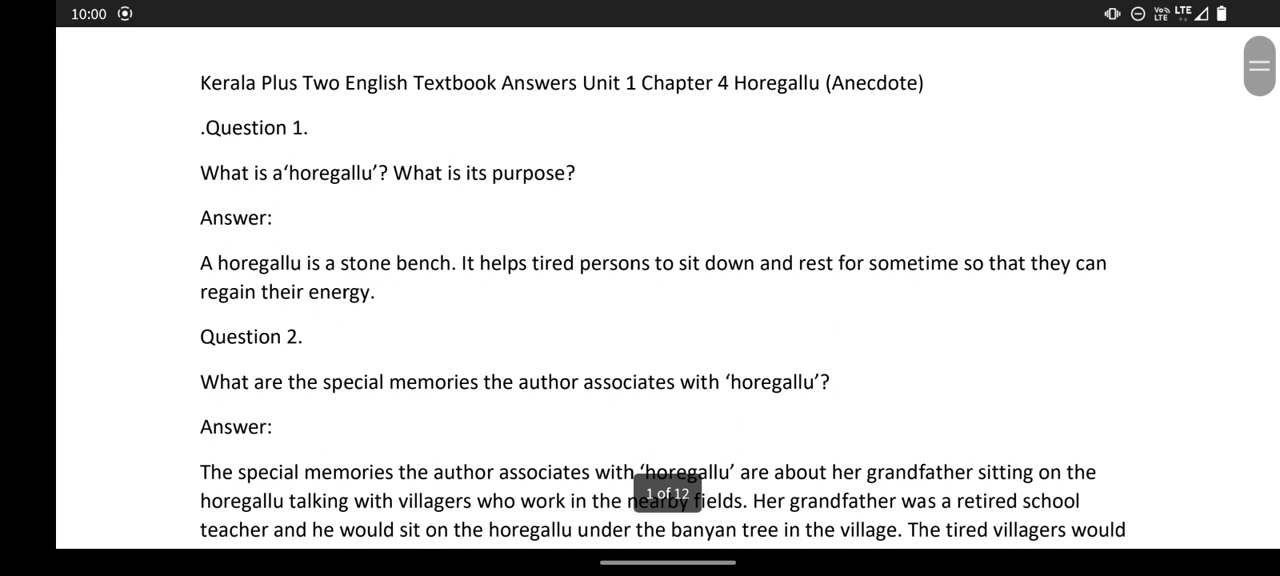 10:00
Vo) LTE LTE
Kerala Plus Two English Textbook Answers Unit 1 Chapter 4 Horegallu (Anecdote)
.Question 1.
What is a‘horegallu’? What is its purpose?
Answer:
A horegallu is a stone bench. It helps tired persons to sit down and rest for sometime so that they can
regain their energy.
Question 2.
What are the special memories the author associates with ‘horegallu’?
Answer:
The special memories the author associates with ‘horegallu’ are about her grandfather sitting on the
horegallu talking with villagers who work in the nearby fields. Her grandfather was a retired school
1 of 12
teacher and he would sit on the horegallu under the banyan tree in the village. The tired villagers would